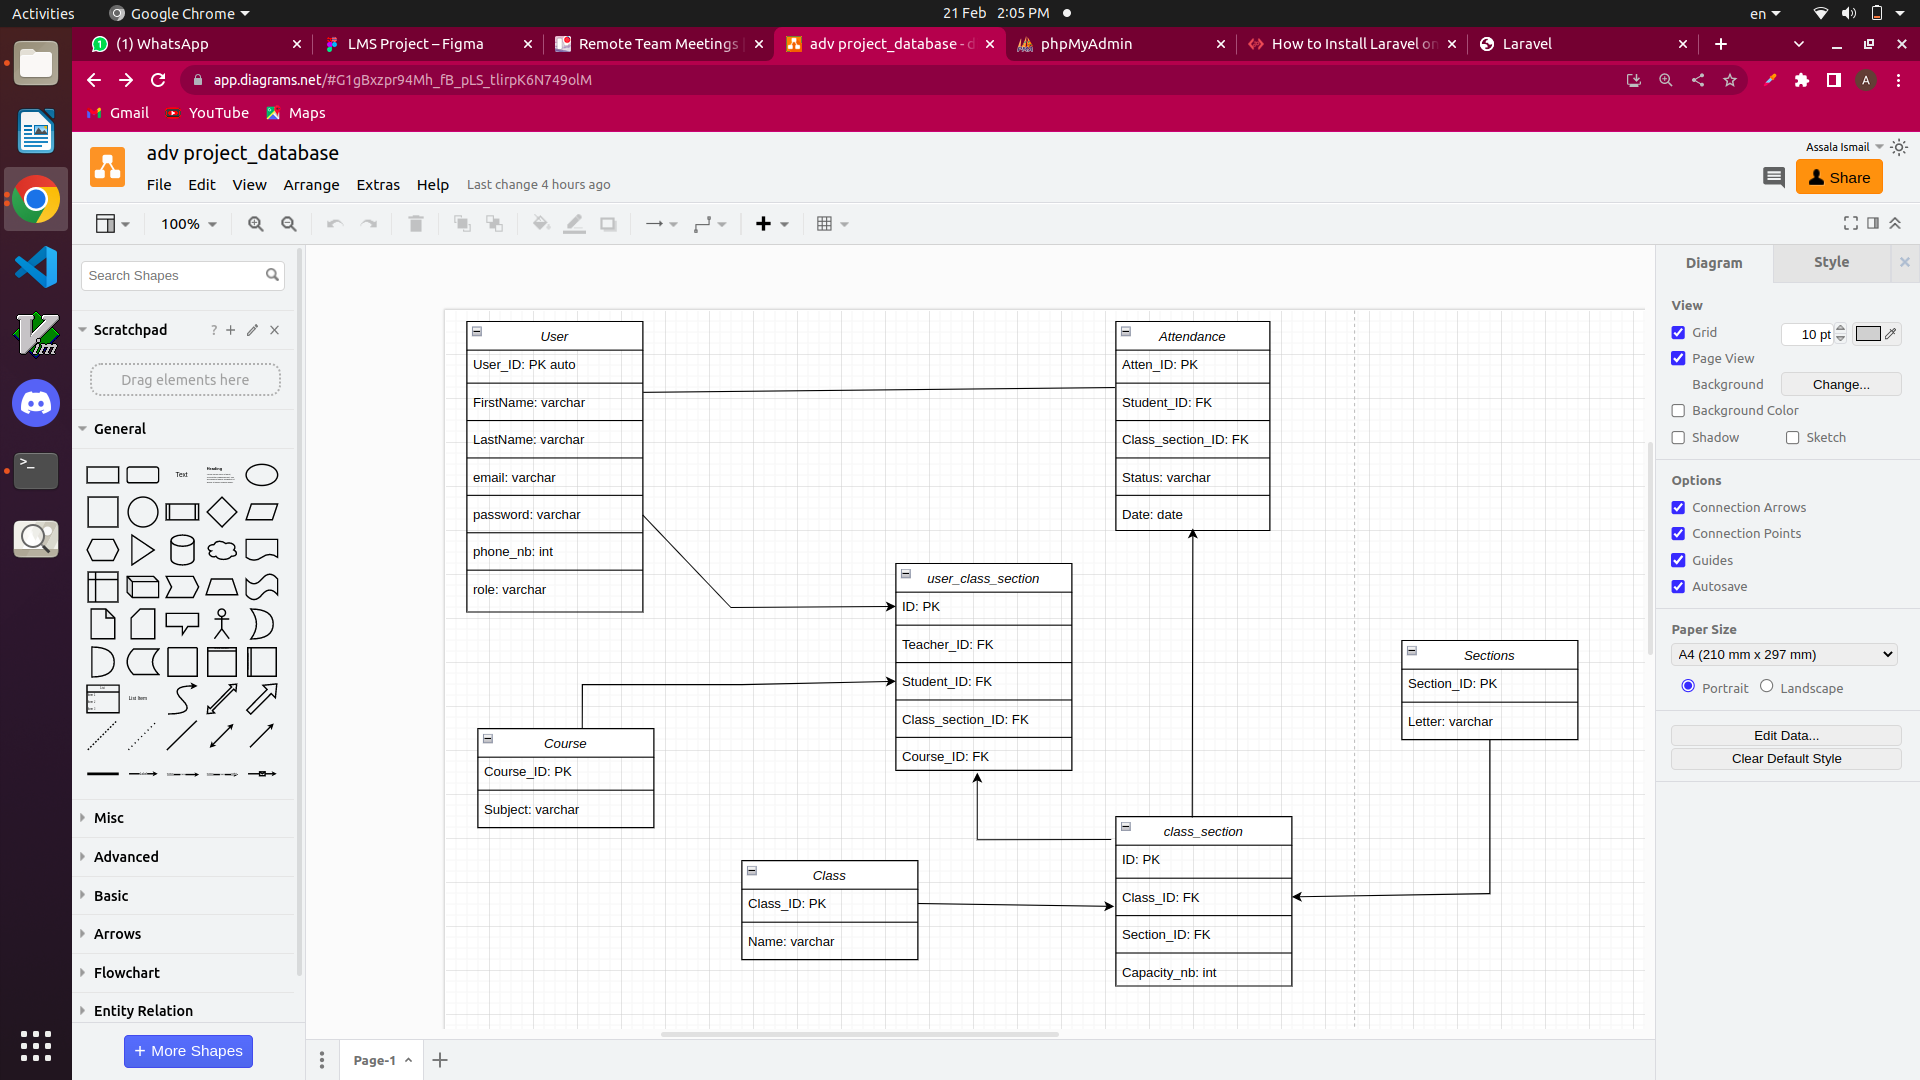 Activities
Google Chrome
21 Feb 2:05 PM
en
(1) WhatsApp
LMS Project – Figma
Remote Team Meetings
adv project_database - d
phpMyAdmin
How to Install Laravel on
Laravel
app.diagrams.net/#G1gBxzpr94Mh_fB_pLS_tlirpK6N749olM
A
Gmail
YouTube
Maps
adv project_database
Assala Ismail
File
Edit
View
Arrange
Extras
Help
Last change 4 hours ago
Share
100%
Search Shapes
Scratchpad
?
Drag elements here
General
Text
Heading
List
List Item
Misc
Advanced
Basic
Arrows
Flowchart
Entity Relation
+ More Shapes
User
User_ID: PK auto
FirstName: varchar
LastName: varchar
email: varchar
password: varchar
phone_nb: int
role: varchar
Attendance
Atten_ID: PK
Student_ID: FK
Class_section_ID: FK
Status: varchar
Date: date
user_class_section
ID: PK
Teacher_ID: FK
Student_ID: FK
Class_section_ID: FK
Course_ID: FK
Sections
Section_ID: PK
Letter: varchar
Course
Course_ID: PK
Subject: varchar
Class
Class_ID: PK
Name: varchar
class_section
ID: PK
Class_ID: FK
Section_ID: FK
Capacity_nb: int
Page-1
Diagram
Style
View
Grid
10 pt
Page View
Background
Change...
Background Color
Shadow
Sketch
Options
Connection Arrows
Connection Points
Guides
Autosave
Paper Size
A4 (210 mm x 297 mm)
Portrait
Landscape
Edit Data...
Clear Default Style